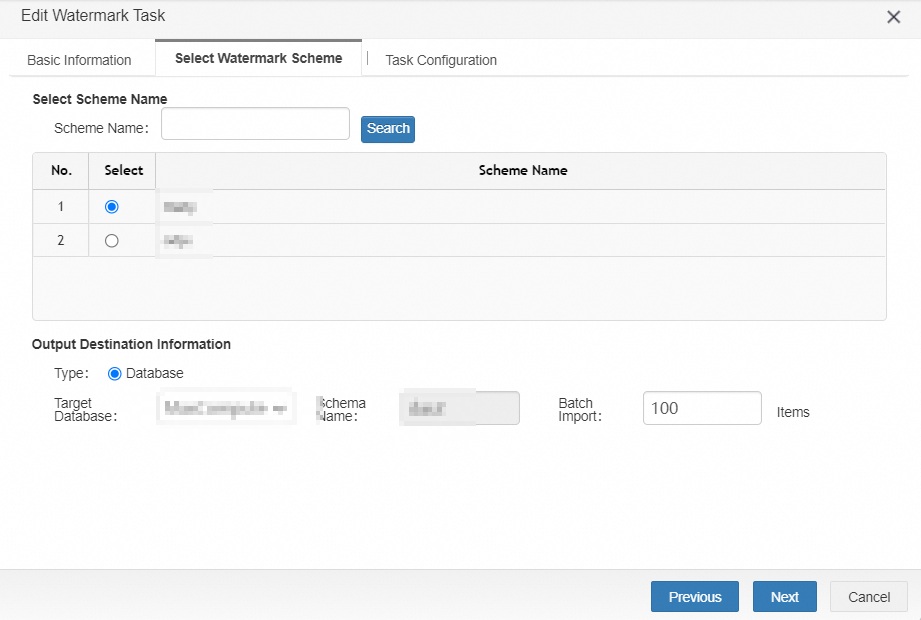 Edit Watermark Task
Basic Information
Select Watermark Scheme
Task Configuration
Select Scheme Name
Scheme Name:
Search
No. Select Scheme Name
1
2
Output Destination Information
Type: Database
Target Database:
Schema Name:
Batch Import: 100 Items
Previous Next Cancel